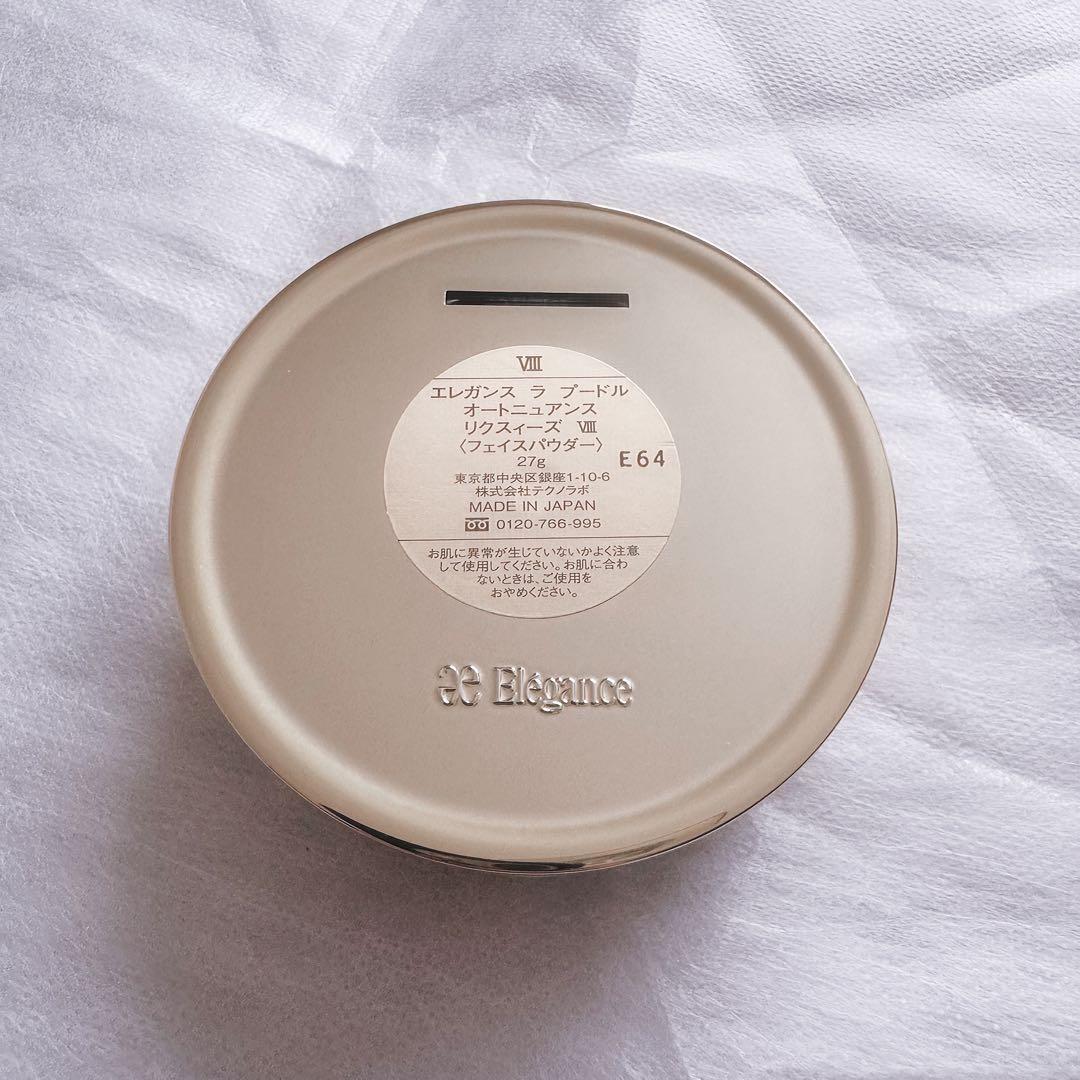 VIII
エレガンス ラ プードル
オートニュアンス
リクスィーズ VIII
〈フェイスパウダー〉
27g
E64
東京都中央区銀座1-10-6
株式会社テクノラボ
MADE IN JAPAN
0120-766-995
お肌に異常が生じていないかよく注意
して使用してください。お肌に合わ
ないときは、ご使用を
おやめください。
Elégance